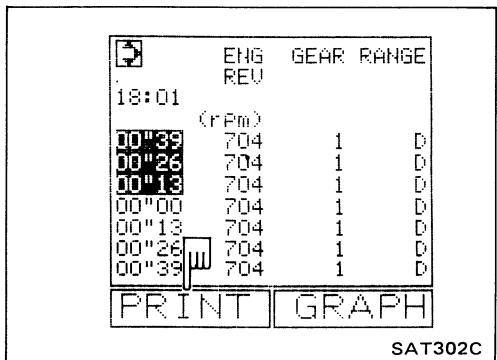 ENG GEAR RANGE
REV
18:01
(rpm)
00"39 704 1 D
00"26 704 1 D
00"13 704 1 D
00"00 704 1 D
00"13 704 1 D
00"26 704 1 D
00"39 704 1 D
PRINT GRAPH
SAT302C